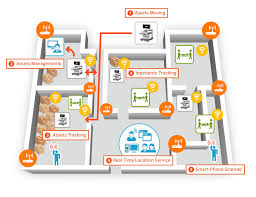 1 Assets Moving
2 Assets Managements
6 Inpatients Tracking
3 Assets Tracking
4 Real Time Location Service
5 Smart Phone Scanner